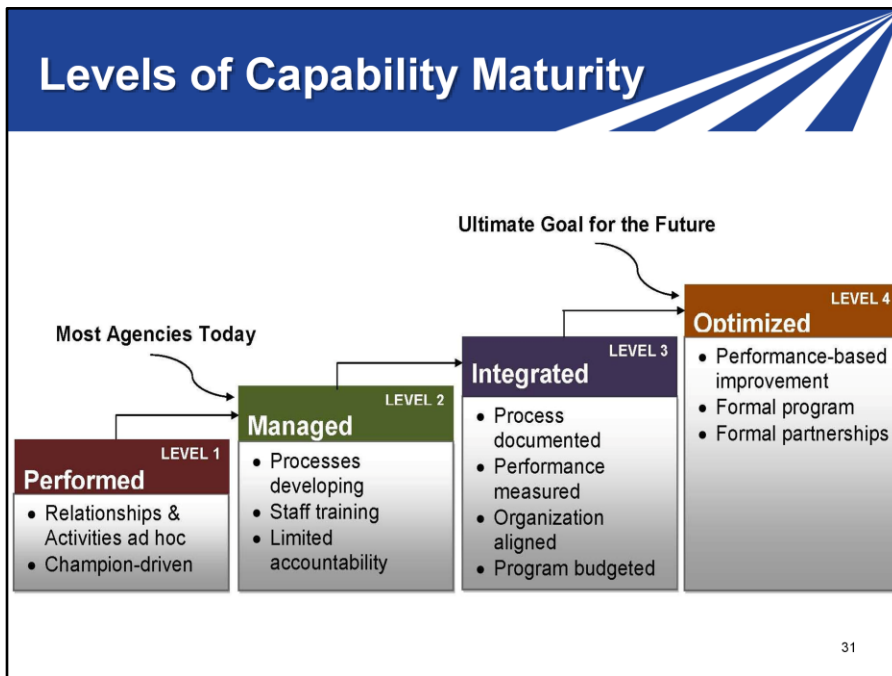 Levels of Capability Maturity
Ultimate Goal for the Future
Most Agencies Today
LEVEL 1
Performed
• Relationships &
Activities ad hoc
• Champion-driven
LEVEL 2
Managed
• Processes
developing
• Staff training
• Limited
accountability
LEVEL 3
Integrated
• Process
documented
• Performance
measured
• Organization
aligned
• Program budgeted
LEVEL 4
Optimized
• Performance-based
improvement
• Formal program
• Formal partnerships
31